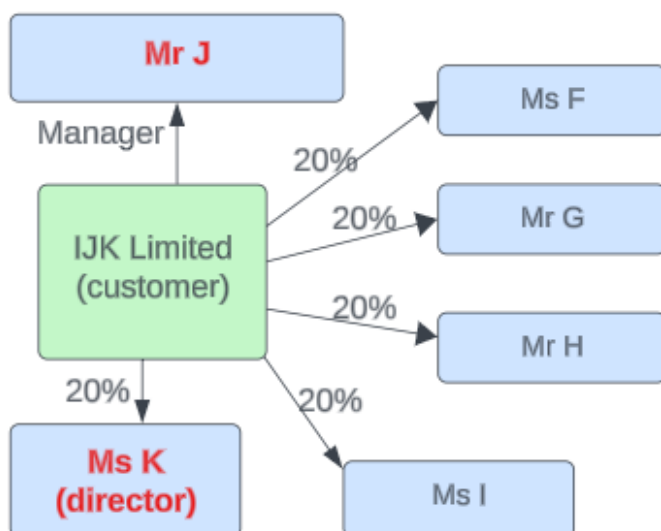 Mr J
Manager
Ms F
20%
IJK Limited
(customer)
20%
Mr G
20%
Mr H
20%
Ms K
(director)
20%
Ms I